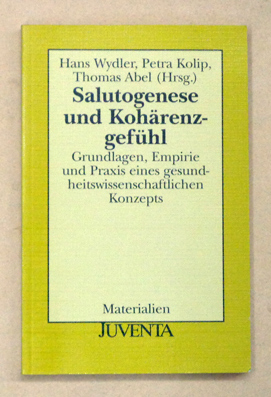 Hans Wydler, Petra Kolip,
Thomas Abel (Hrsg.)
Salutogenese
und Kohärenz-
gefühl
Grundlagen, Empirie
und Praxis eines gesund-
heitswissenschaftlichen
Konzepts
Materialien
JUVENTA